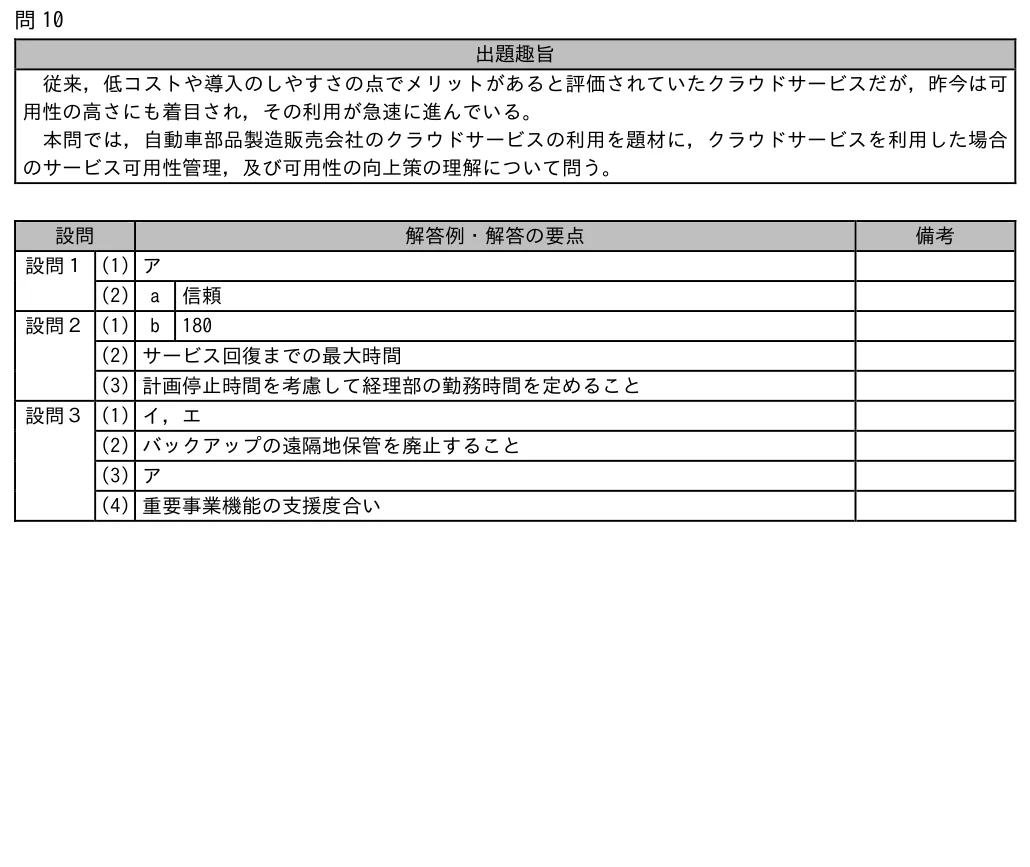 問 10
出題趣旨
従来，低コストや導入のしやすさの点でメリットがあると評価されていたクラウドサービスだが，昨今は可
用性の高さにも着目され，その利用が急速に進んでいる。
本問では，自動車部品製造販売会社のクラウドサービスの利用を題材に，クラウドサービスを利用した場合
のサービス可用性管理，及び可用性の向上策の理解について問う。
設問 解答例・解答の要点 備考
設問１ (1) ア
(2) a 信頼
設問２ (1) b 180
(2) サービス回復までの最大時間
(3) 計画停止時間を考慮して経理部の勤務時間を定めること
設問３ (1) イ，エ
(2) バックアップの遠隔地保管を廃止すること
(3) ア
(4) 重要事業機能の支援度合い